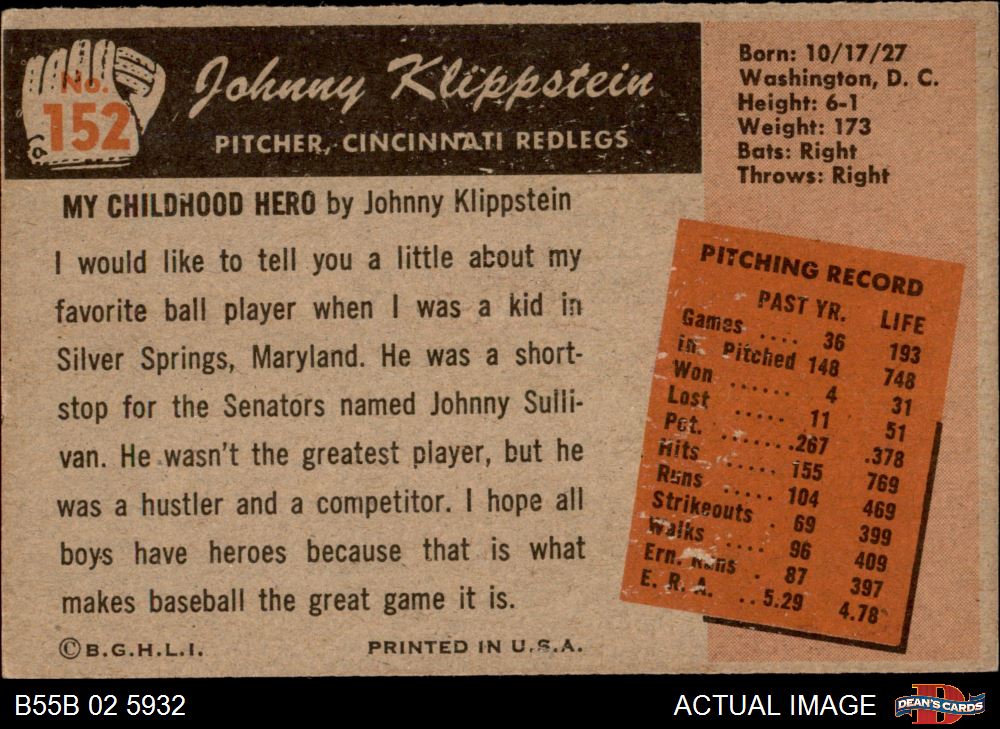 No.
152
Johnny Klippstein
PITCHER, CINCINNATI REDLEGS
Born: 10/17/27
Washington, D. C.
Height: 6-1
Weight: 173
Bats: Right
Throws: Right
MY CHILDHOOD HERO by Johnny Klippstein
I would like to tell you a little about my
favorite ball player when I was a kid in
Silver Springs, Maryland. He was a short-
stop for the Senators named Johnny Sulli-
van. He wasn't the greatest player, but he
was a hustler and a competitor. I hope all
boys have heroes because that is what
makes baseball the great game it is.
PITCHING RECORD
PAST YR. LIFE
Games .... 36 193
In. Pitched 148 748
Won ...... 4 31
Lost ..... 11 51
Pct. .......267 .378
Hits ...... 155 769
Runs ..... 104 469
Strikeouts . 69 399
Walks .... 96 409
Ern. Runs . 87 397
E. R. A. ..5.29 4.78
©B.G.H.L.I. PRINTED IN U.S.A.
B55B 02 5932 ACTUAL IMAGE DEAN'S CARDS